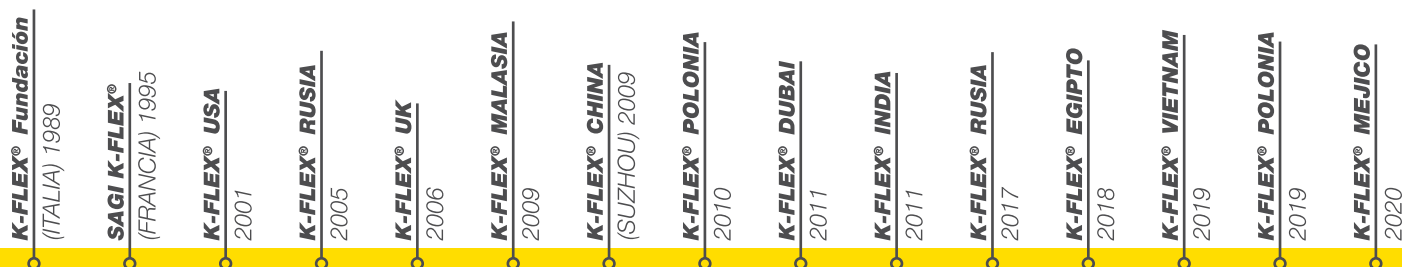 K-FLEX® Fundación
(ITALIA) 1989
SAGI K-FLEX®
(FRANCIA) 1995
K-FLEX® USA
2001
K-FLEX® RUSIA
2005
K-FLEX® UK
2006
K-FLEX® MALASIA
2009
K-FLEX® CHINA
(SUZHOU) 2009
K-FLEX® POLONIA
2010
K-FLEX® DUBAI
2011
K-FLEX® INDIA
2011
K-FLEX® RUSIA
2017
K-FLEX® EGIPTO
2018
K-FLEX® VIETNAM
2019
K-FLEX® POLONIA
2019
K-FLEX® MEJICO
2020